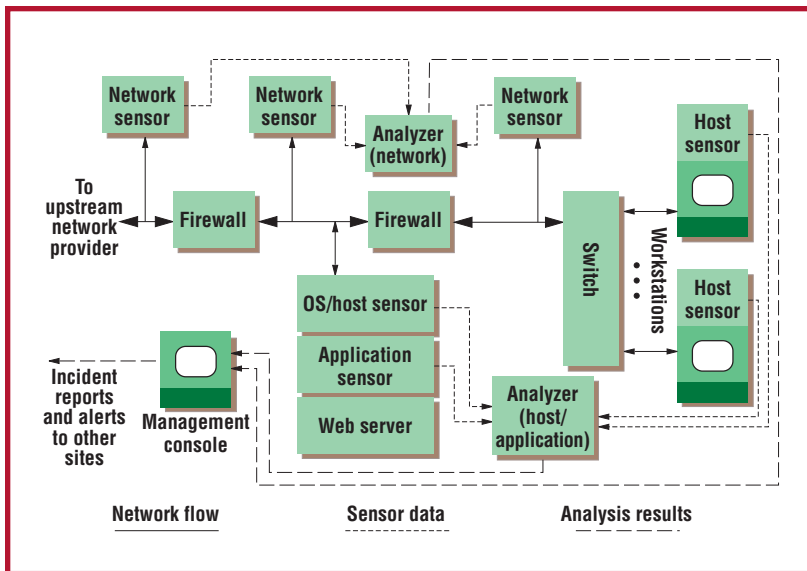 Network
sensor
Network
sensor
Analyzer
(network)
Network
sensor
Host
sensor
To
upstream
network
provider
Firewall
Firewall
Switch
Workstations
OS/host sensor
Application
sensor
Web server
Host
sensor
Analyzer
(host/
application)
Management
console
Incident
reports
and alerts
to other
sites
Network flow
Sensor data
Analysis results